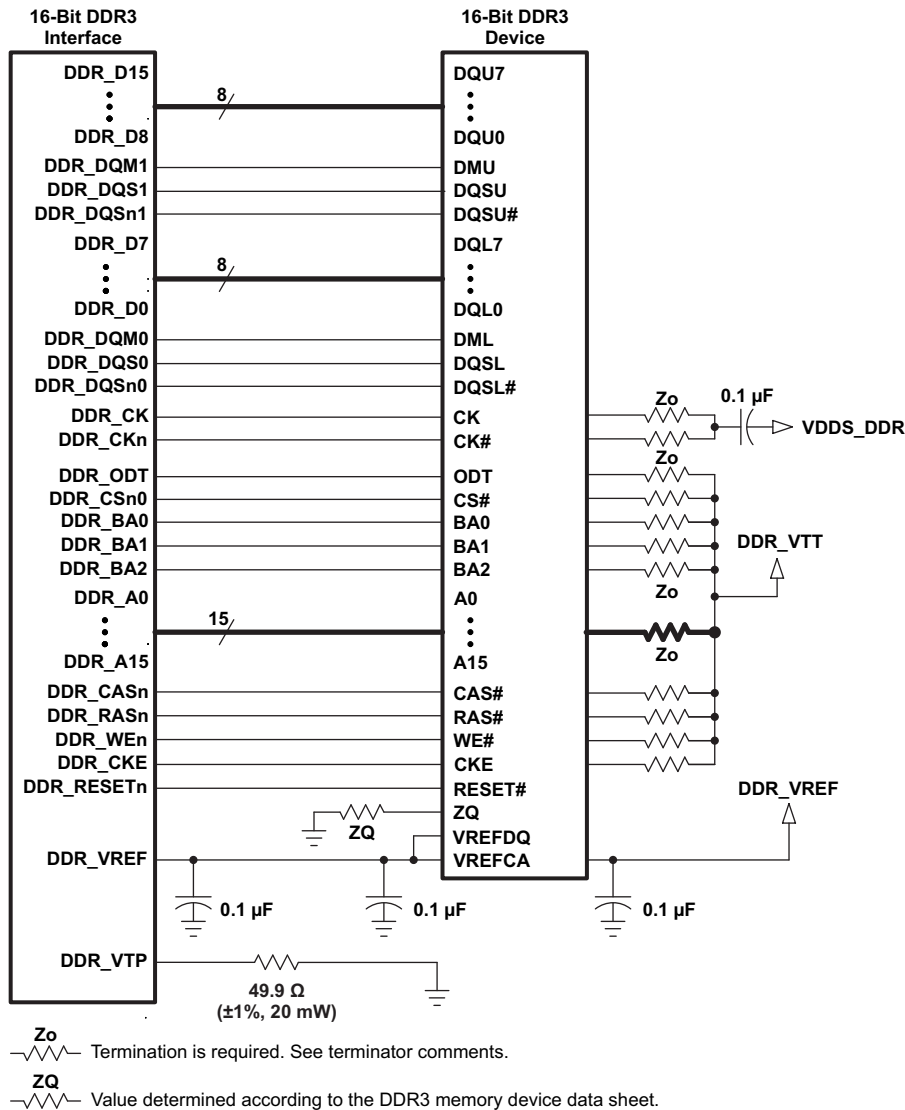 16-Bit DDR3
Interface
16-Bit DDR3
Device
DDR_D15
8
DQU7
DDR_D8
DQU0
DDR_DQM1
DMU
DDR_DQS1
DQSU
DDR_DQSn1
DQSU#
DDR_D7
8
DQL7
DDR_D0
DQL0
DDR_DQM0
DML
DDR_DQS0
DQSL
DDR_DQSn0
DQSL#
Zo
0.1 µF
DDR_CK
CK
VDDS_DDR
DDR_CKn
CK#
Zo
DDR_ODT
ODT
DDR_CSn0
CS#
DDR_BA0
BA0
DDR_BA1
BA1
DDR_VTT
DDR_BA2
BA2
Zo
DDR_A0
A0
15
Zo
DDR_A15
A15
DDR_CASn
CAS#
DDR_RASn
RAS#
DDR_WEn
WE#
DDR_CKE
CKE
DDR_RESETn
RESET#
DDR_VREF
ZQ
ZQ
VREFDQ
DDR_VREF
VREFCA
0.1 µF
0.1 µF
0.1 µF
DDR_VTP
49.9 Ω
(±1%, 20 mW)
Zo
Termination is required. See terminator comments.
ZQ
Value determined according to the DDR3 memory device data sheet.